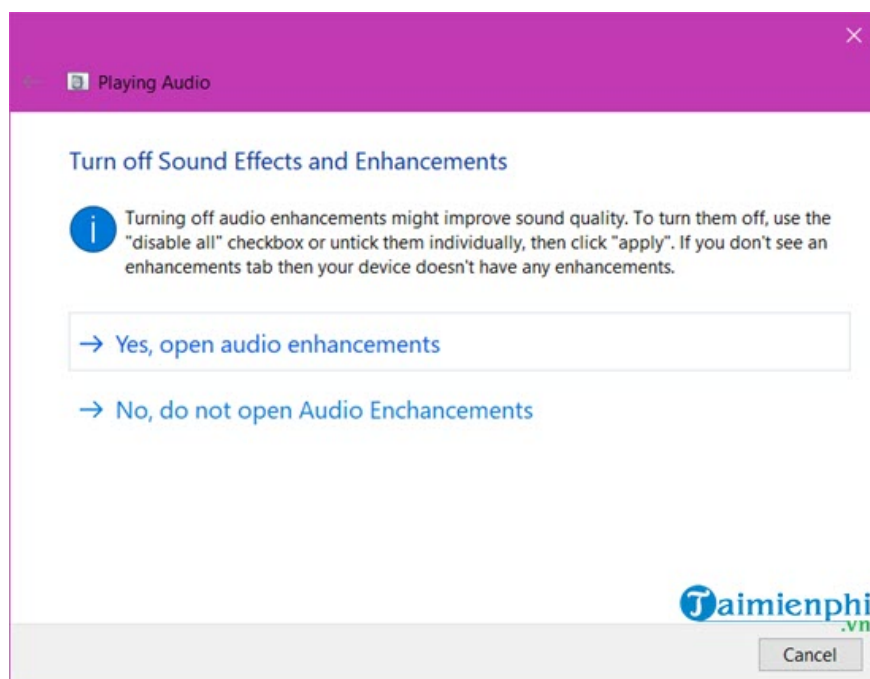 Playing Audio
Turn off Sound Effects and Enhancements
Turning off audio enhancements might improve sound quality. To turn them off, use the
"disable all" checkbox or untick them individually, then click "apply". If you don't see an
enhancements tab then your device doesn't have any enhancements.
Yes, open audio enhancements
No, do not open Audio Enchancements
Taimienphi
.vn
Cancel